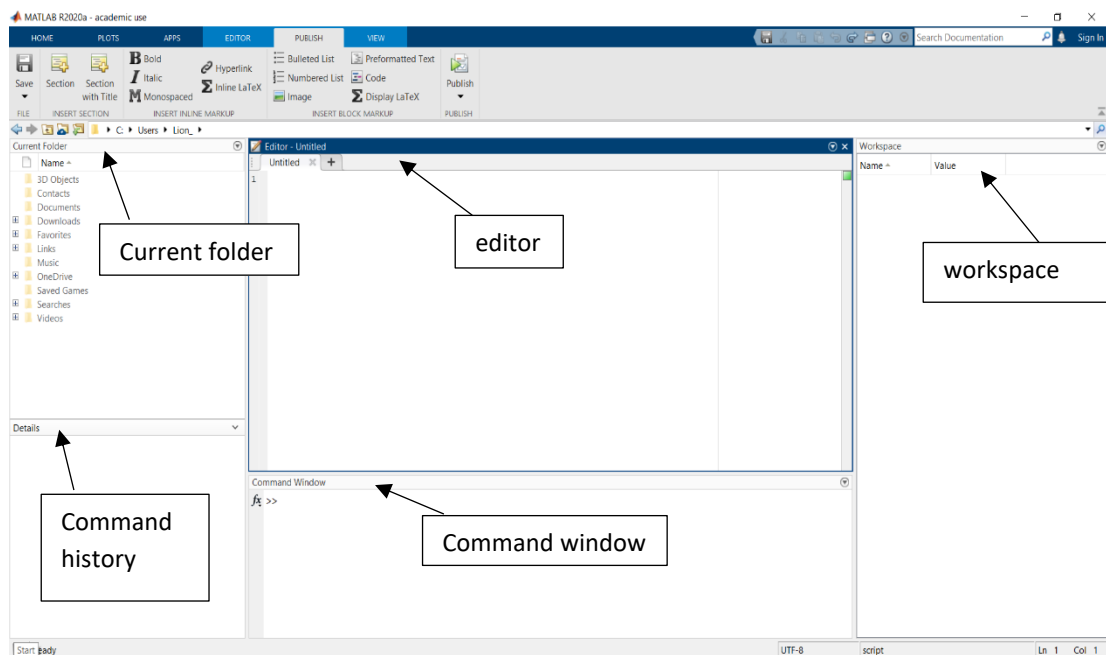 MATLAB R2020a - academic use
HOME PLOTS APPS EDITOR PUBLISH VIEW
Search Documentation
Sign In
Save
Section
Section with Title
B Bold
I Italic
M Monospaced
Hyperlink
Σ Inline LaTeX
Bulleted List
Numbered List
Image
Preformatted Text
Code
Σ Display LaTeX
Publish
FILE INSERT SECTION INSERT INLINE MARKUP INSERT BLOCK MARKUP PUBLISH
C: Users Lion_
Current Folder
Name
3D Objects
Contacts
Documents
Downloads
Favorites
Links
Music
OneDrive
Saved Games
Searches
Videos
Current folder
Editor - Untitled
Untitled
1
editor
Workspace
Name Value
workspace
Details
Command
history
Command Window
fx >>
Command window
Start eady
UTF-8 script Ln 1 Col 1